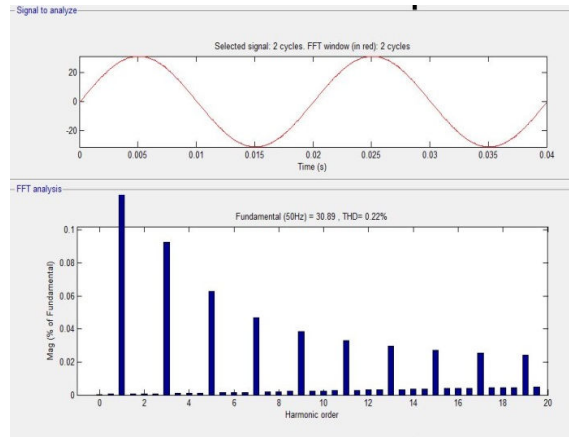 Signal to analyze
Selected signal: 2 cycles. FFT window (in red): 2 cycles
20
0
-20
0 0.005 0.01 0.015 0.02 0.025 0.03 0.035 0.04
Time (s)
FFT analysis
Fundamental (50Hz) = 30.89 , THD= 0.22%
Mag (% of Fundamental)
0.1
0.08
0.06
0.04
0.02
0
0 2 4 6 8 10 12 14 16 18 20
Harmonic order